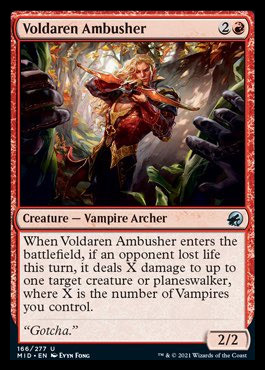 Voldaren Ambusher 2
Creature — Vampire Archer
When Voldaren Ambusher enters the
battlefield, if an opponent lost life
this turn, it deals X damage to up to
one target creature or planeswalker,
where X is the number of Vampires
you control.
“Gotcha.”
2/2
166/277 U
MID • EN Evyn Fong
™ & © 2021 Wizards of the Coast